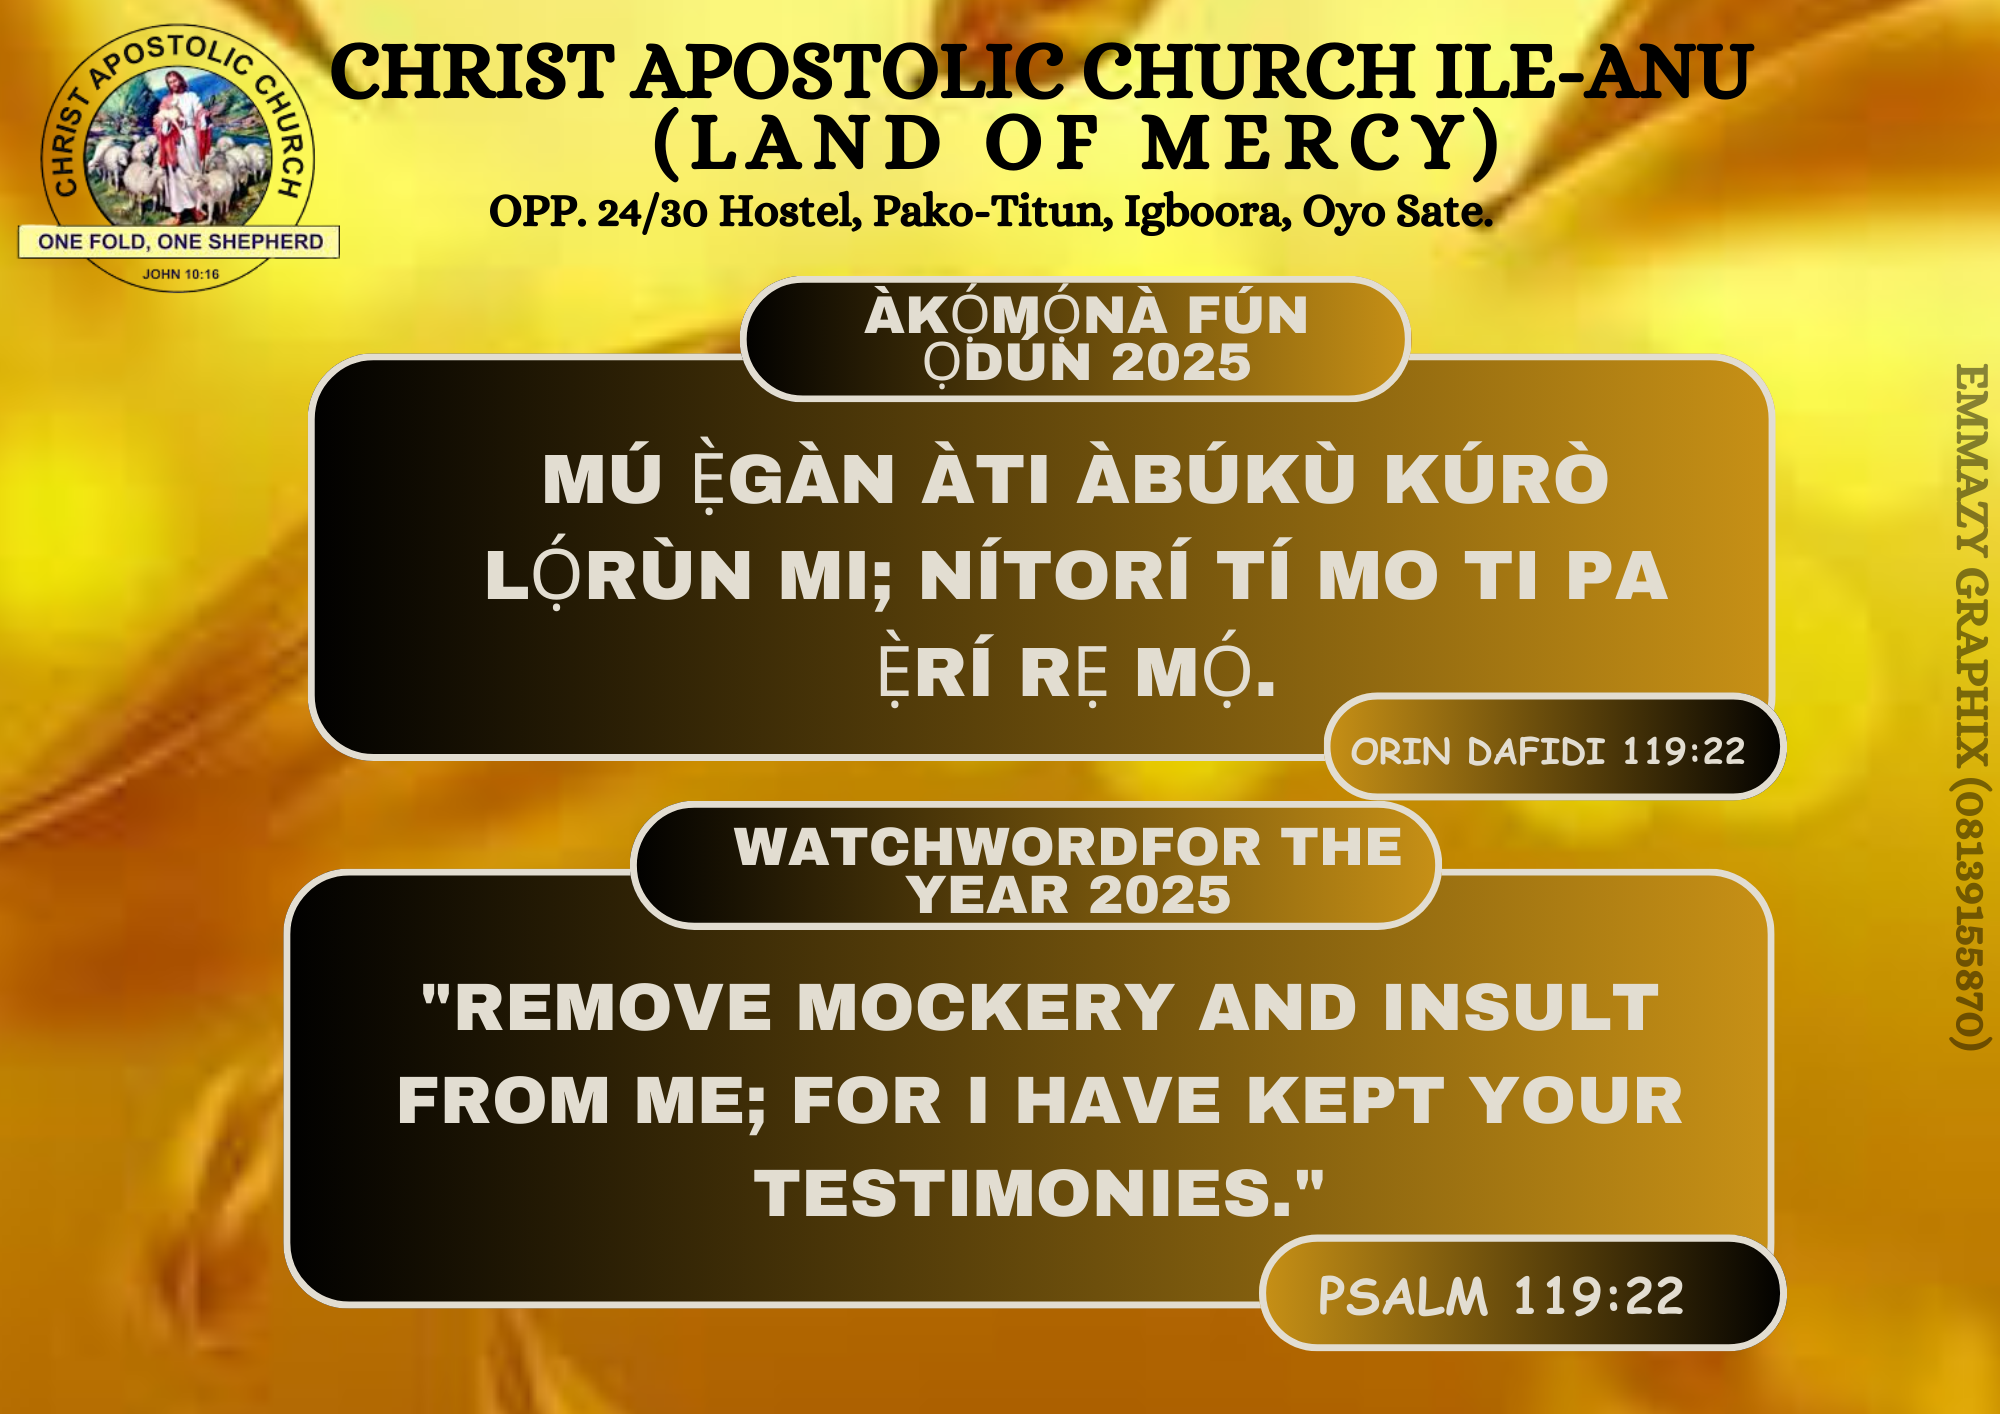 CHRIST APOSTOLIC CHURCH
ONE FOLD, ONE SHEPHERD
JOHN 10:16
CHRIST APOSTOLIC CHURCH ILE-ANU
(LAND OF MERCY)
OPP. 24/30 Hostel, Pako-Titun, Igboora, Oyo Sate.
ÀKỌ́MỌ́NÀ FÚN
ỌDÚN 2025
MÚ Ẹ̀GÀN ÀTI ÀBÚKÙ KÚRÒ
LỌ́RÙN MI; NÍTORÍ TÍ MO TI PA
Ẹ̀RÍ RẸ MỌ́.
ORIN DAFIDI 119:22
WATCHWORDFOR THE
YEAR 2025
"REMOVE MOCKERY AND INSULT
FROM ME; FOR I HAVE KEPT YOUR
TESTIMONIES."
PSALM 119:22
EMMAZY GRAPHIX (08139155870)